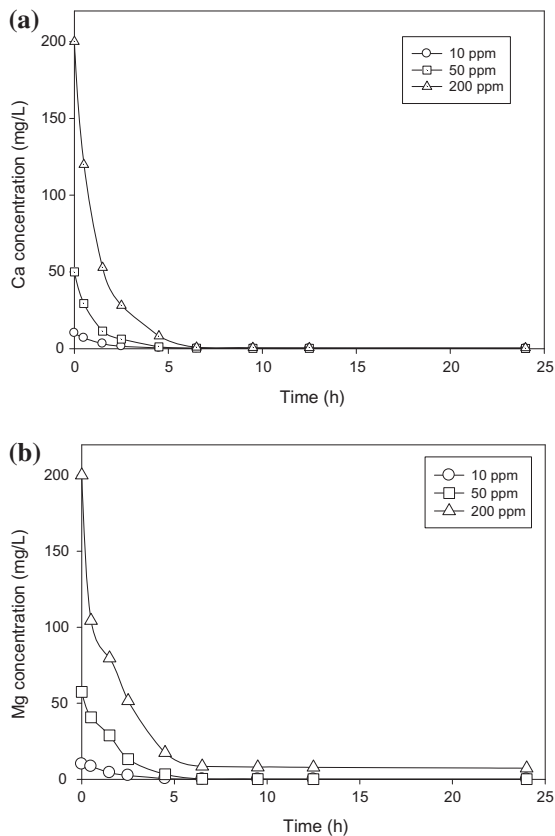 (a)
200
150
100
50
0
Ca concentration (mg/L)
10 ppm
50 ppm
200 ppm
0 5 10 15 20 25
Time (h)
(b)
200
150
100
50
0
Mg concentration (mg/L)
10 ppm
50 ppm
200 ppm
0 5 10 15 20 25
Time (h)